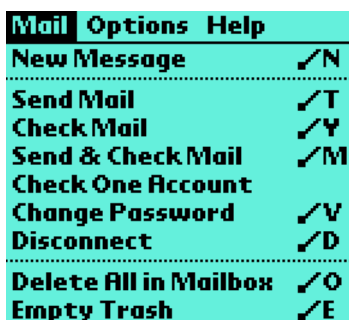 Mail Options Help
New Message /N
Send Mail /T
Check Mail /Y
Send & Check Mail /M
Check One Account
Change Password /V
Disconnect /D
Delete All in Mailbox /O
Empty Trash /E